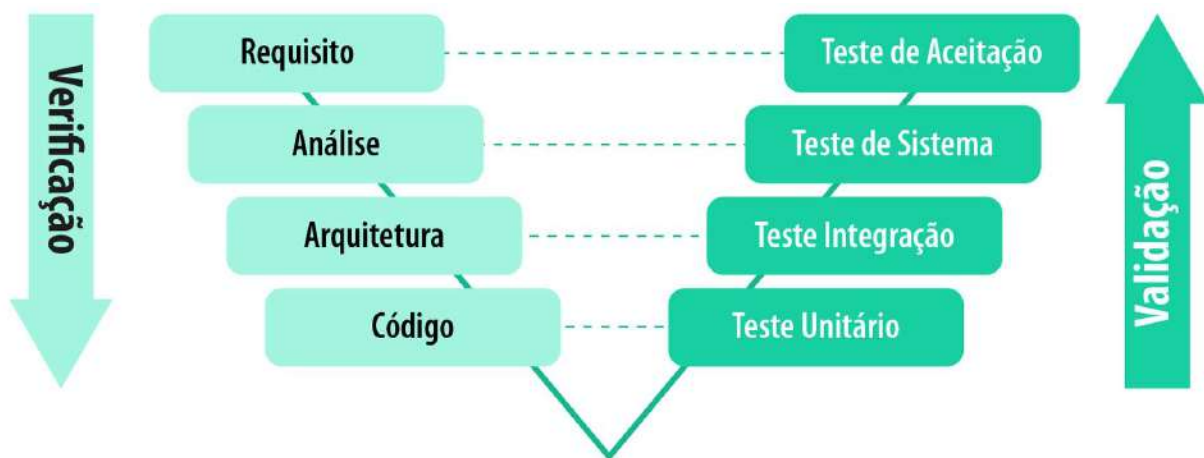 Verificação
Requisito
Teste de Aceitação
Análise
Teste de Sistema
Arquitetura
Teste Integração
Código
Teste Unitário
Validação